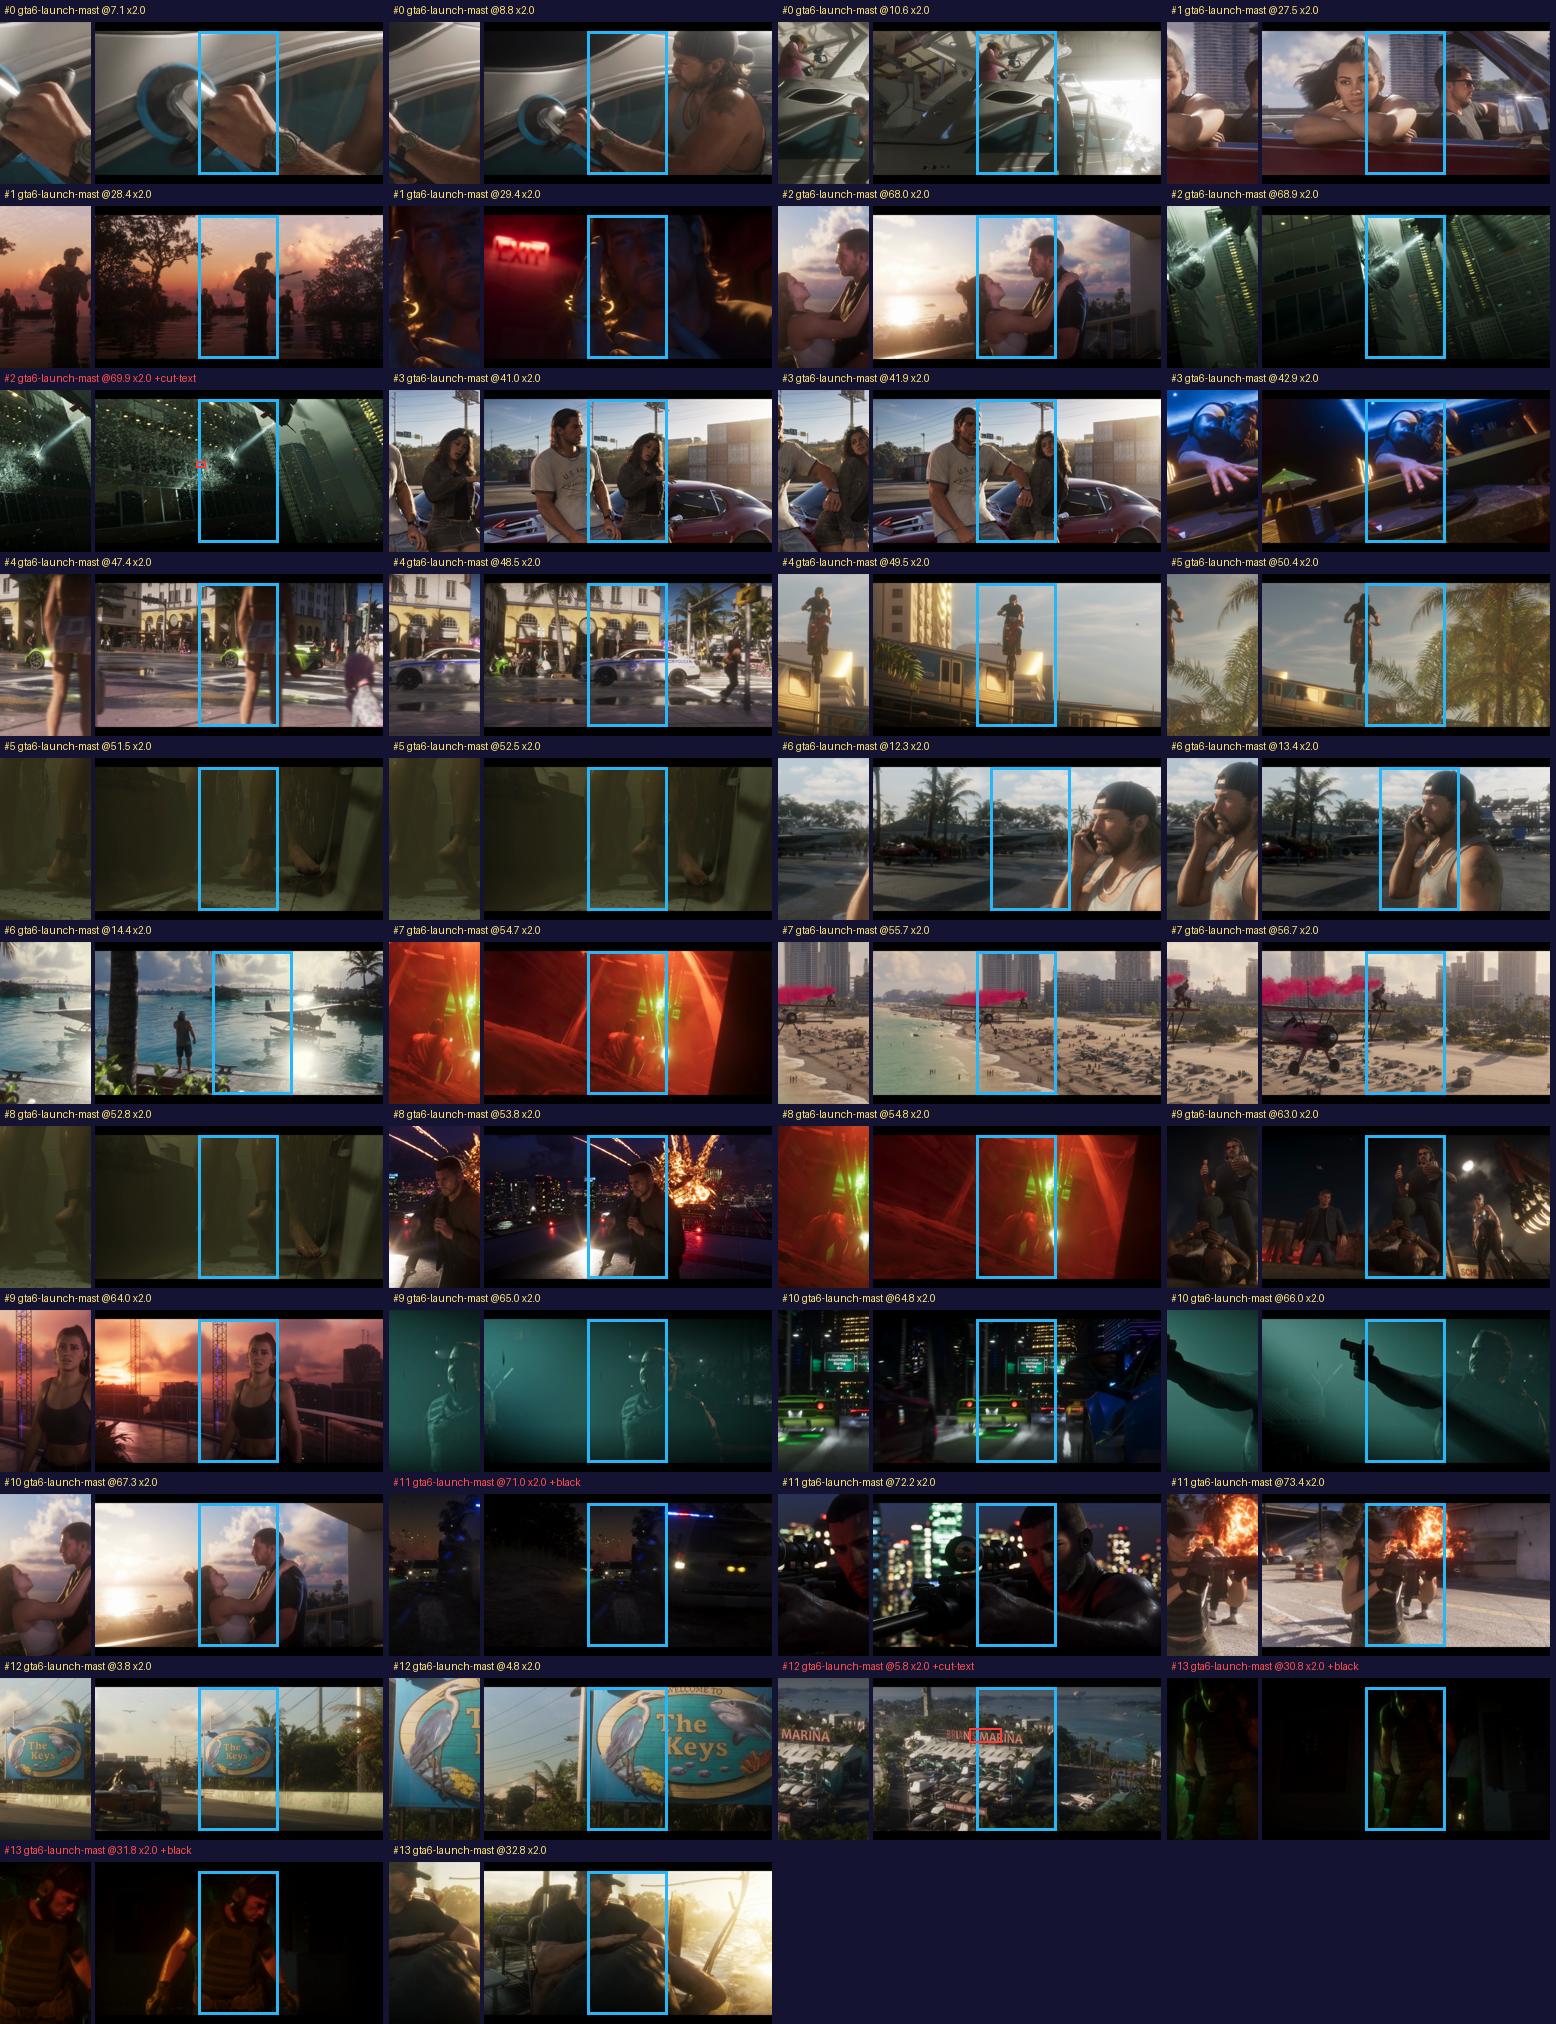 #0 gta6-launch-mast @7.1 x2.0
#0 gta6-launch-mast @8.8 x2.0
#0 gta6-launch-mast @10.6 x2.0
#1 gta6-launch-mast @27.5 x2.0
#1 gta6-launch-mast @28.4 x2.0
#1 gta6-launch-mast @29.4 x2.0
#2 gta6-launch-mast @68.0 x2.0
#2 gta6-launch-mast @68.9 x2.0
EXIT
#2 gta6-launch-mast @69.9 x2.0 +cut-text
#3 gta6-launch-mast @41.0 x2.0
#3 gta6-launch-mast @41.9 x2.0
#3 gta6-launch-mast @42.9 x2.0
#4 gta6-launch-mast @47.4 x2.0
#4 gta6-launch-mast @48.5 x2.0
#4 gta6-launch-mast @49.5 x2.0
#5 gta6-launch-mast @50.4 x2.0
#5 gta6-launch-mast @51.5 x2.0
#5 gta6-launch-mast @52.5 x2.0
#6 gta6-launch-mast @12.3 x2.0
#6 gta6-launch-mast @13.4 x2.0
#6 gta6-launch-mast @14.4 x2.0
#7 gta6-launch-mast @54.7 x2.0
#7 gta6-launch-mast @55.7 x2.0
#7 gta6-launch-mast @56.7 x2.0
#8 gta6-launch-mast @52.8 x2.0
#8 gta6-launch-mast @53.8 x2.0
#8 gta6-launch-mast @54.8 x2.0
#9 gta6-launch-mast @63.0 x2.0
#9 gta6-launch-mast @64.0 x2.0
#9 gta6-launch-mast @65.0 x2.0
#10 gta6-launch-mast @64.8 x2.0
#10 gta6-launch-mast @66.0 x2.0
#10 gta6-launch-mast @67.3 x2.0
#11 gta6-launch-mast @71.0 x2.0 +black
#11 gta6-launch-mast @72.2 x2.0
#11 gta6-launch-mast @73.4 x2.0
#12 gta6-launch-mast @3.8 x2.0
#12 gta6-launch-mast @4.8 x2.0
#12 gta6-launch-mast @5.8 x2.0 +cut-text
#13 gta6-launch-mast @30.8 x2.0 +black
The
Keys
The
Keys
WELCOME TO
The
Keys
MARINA
MARINA
#13 gta6-launch-mast @31.8 x2.0 +black
#13 gta6-launch-mast @32.8 x2.0